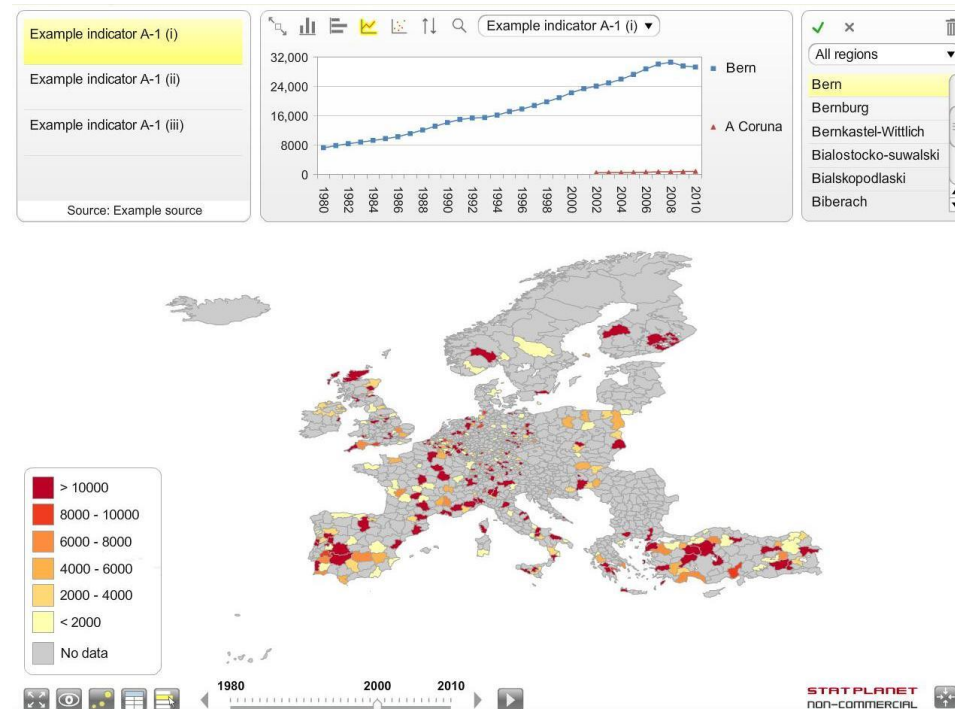 Example indicator A-1 (i)
Example indicator A-1 (ii)
Example indicator A-1 (iii)
Source: Example source
Example indicator A-1 (i)
32,000
24,000
16,000
8000
0
1980
1982
1984
1986
1988
1990
1992
1994
1996
1998
2000
2002
2004
2006
2008
2010
Bern
A Coruna
All regions
Bern
Bernburg
Bernkastel-Wittlich
Bialostocko-suwalski
Bialskopodlaski
Biberach
> 10000
8000 - 10000
6000 - 8000
4000 - 6000
2000 - 4000
< 2000
No data
1980 2000 2010
STATPLANET
NON-COMMERCIAL